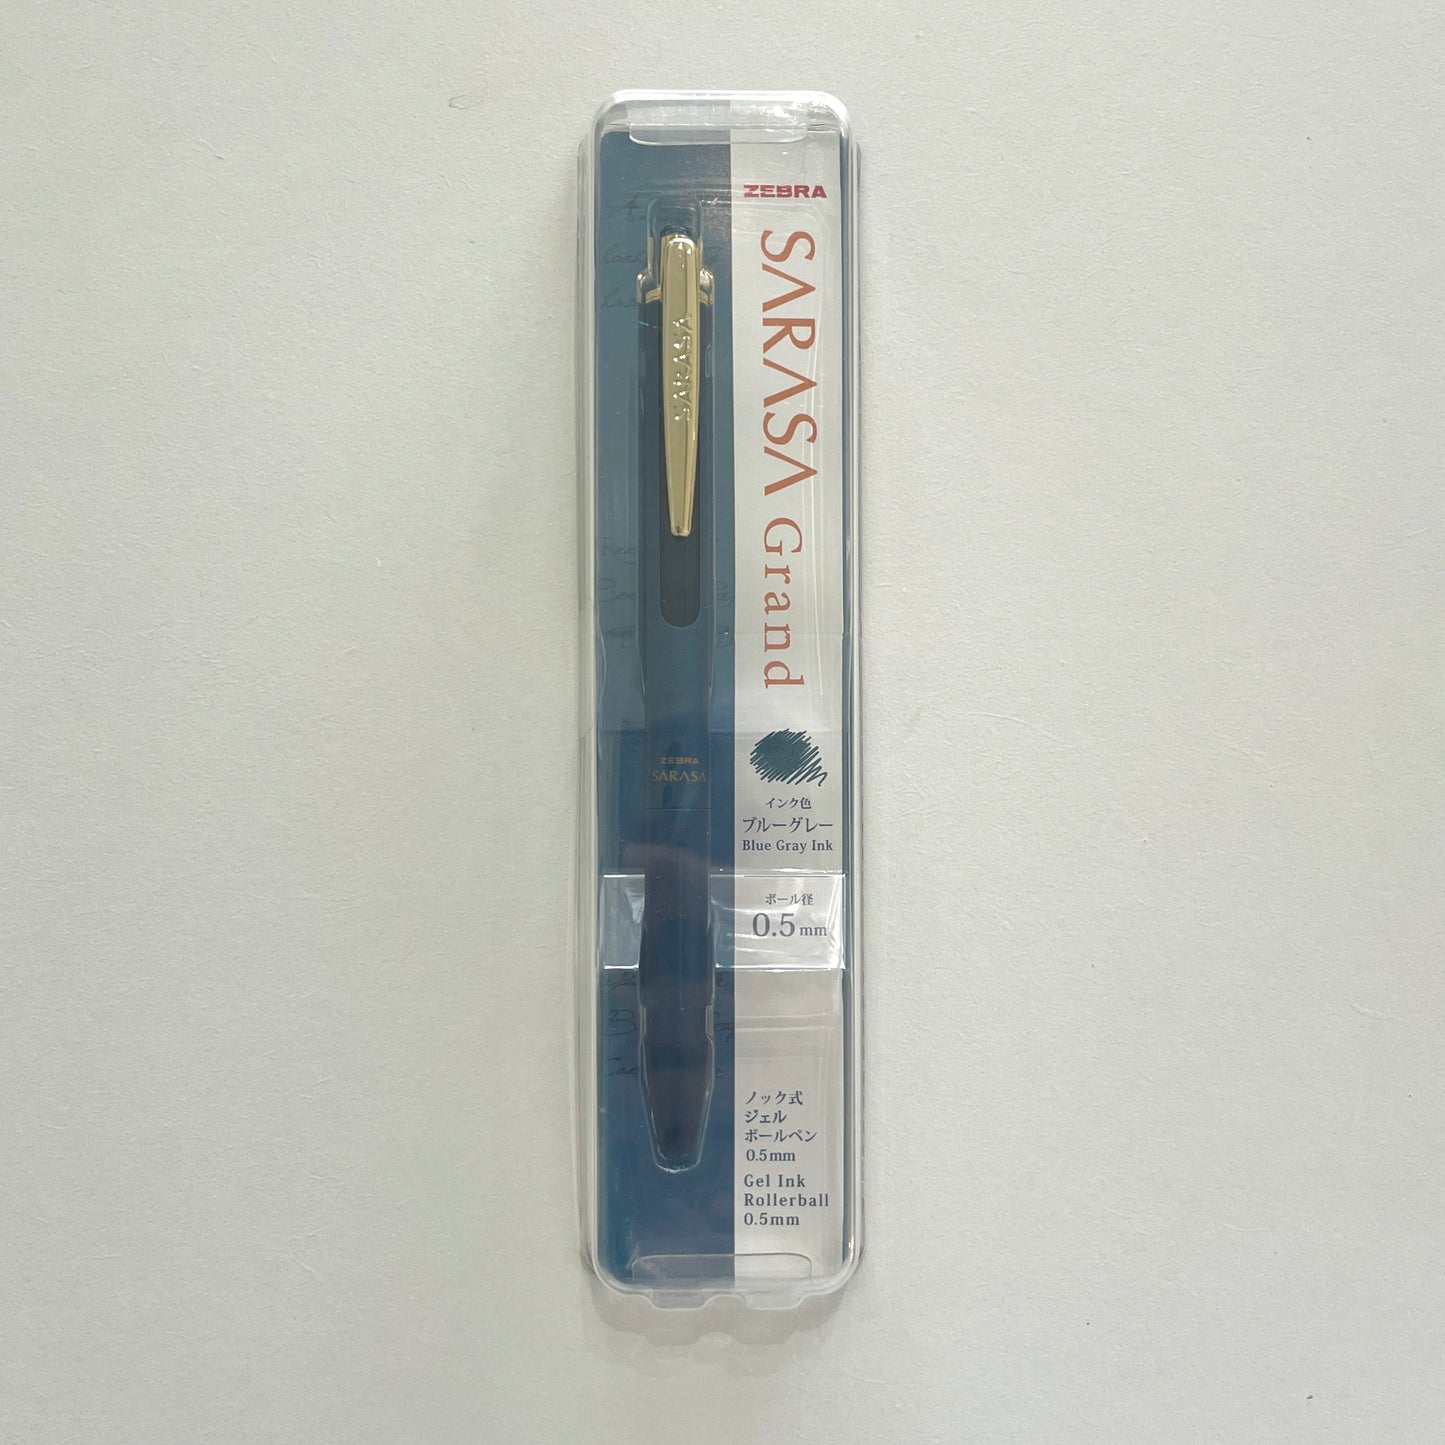 ZEBRA
SARASA Grand
SARASA
ZEBRA
SARASA
インク色
ブルーグレー
Blue Gray Ink
ボール径
0.5mm
ノック式
ジェル
ボールペン
0.5mm
Gel Ink
Rollerball
0.5mm